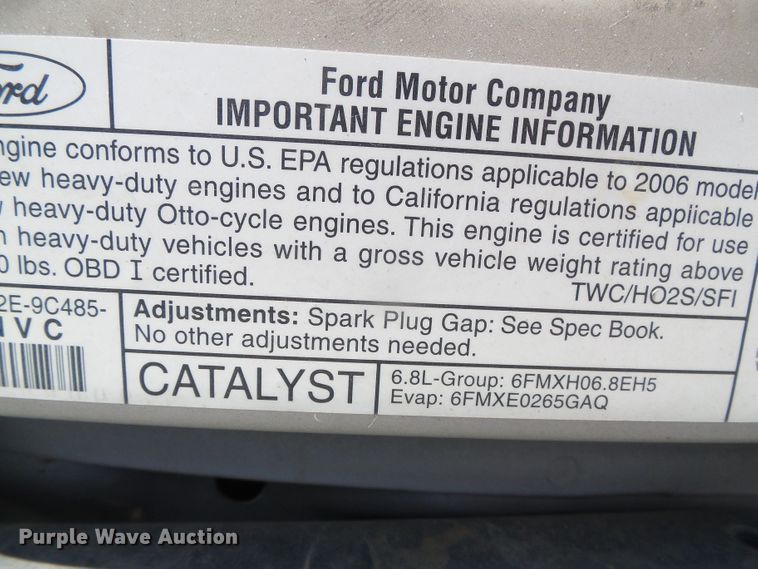 Ford Motor Company
IMPORTANT ENGINE INFORMATION
conforms to U.S. EPA regulations applicable to 2006 model
heavy-duty engines and to California regulations applicable
heavy-duty Otto-cycle engines. This engine is certified for use
heavy-duty vehicles with a gross vehicle weight rating above
0 lbs. OBD I certified.
TWC/HO2S/SFI
2E-9C485-
NVC
Adjustments: Spark Plug Gap: See Spec Book.
No other adjustments needed.
CATALYST
6.8L-Group: 6FMXH06.8EH5
Evap: 6FMXE0265GAQ
Purple Wave Auction